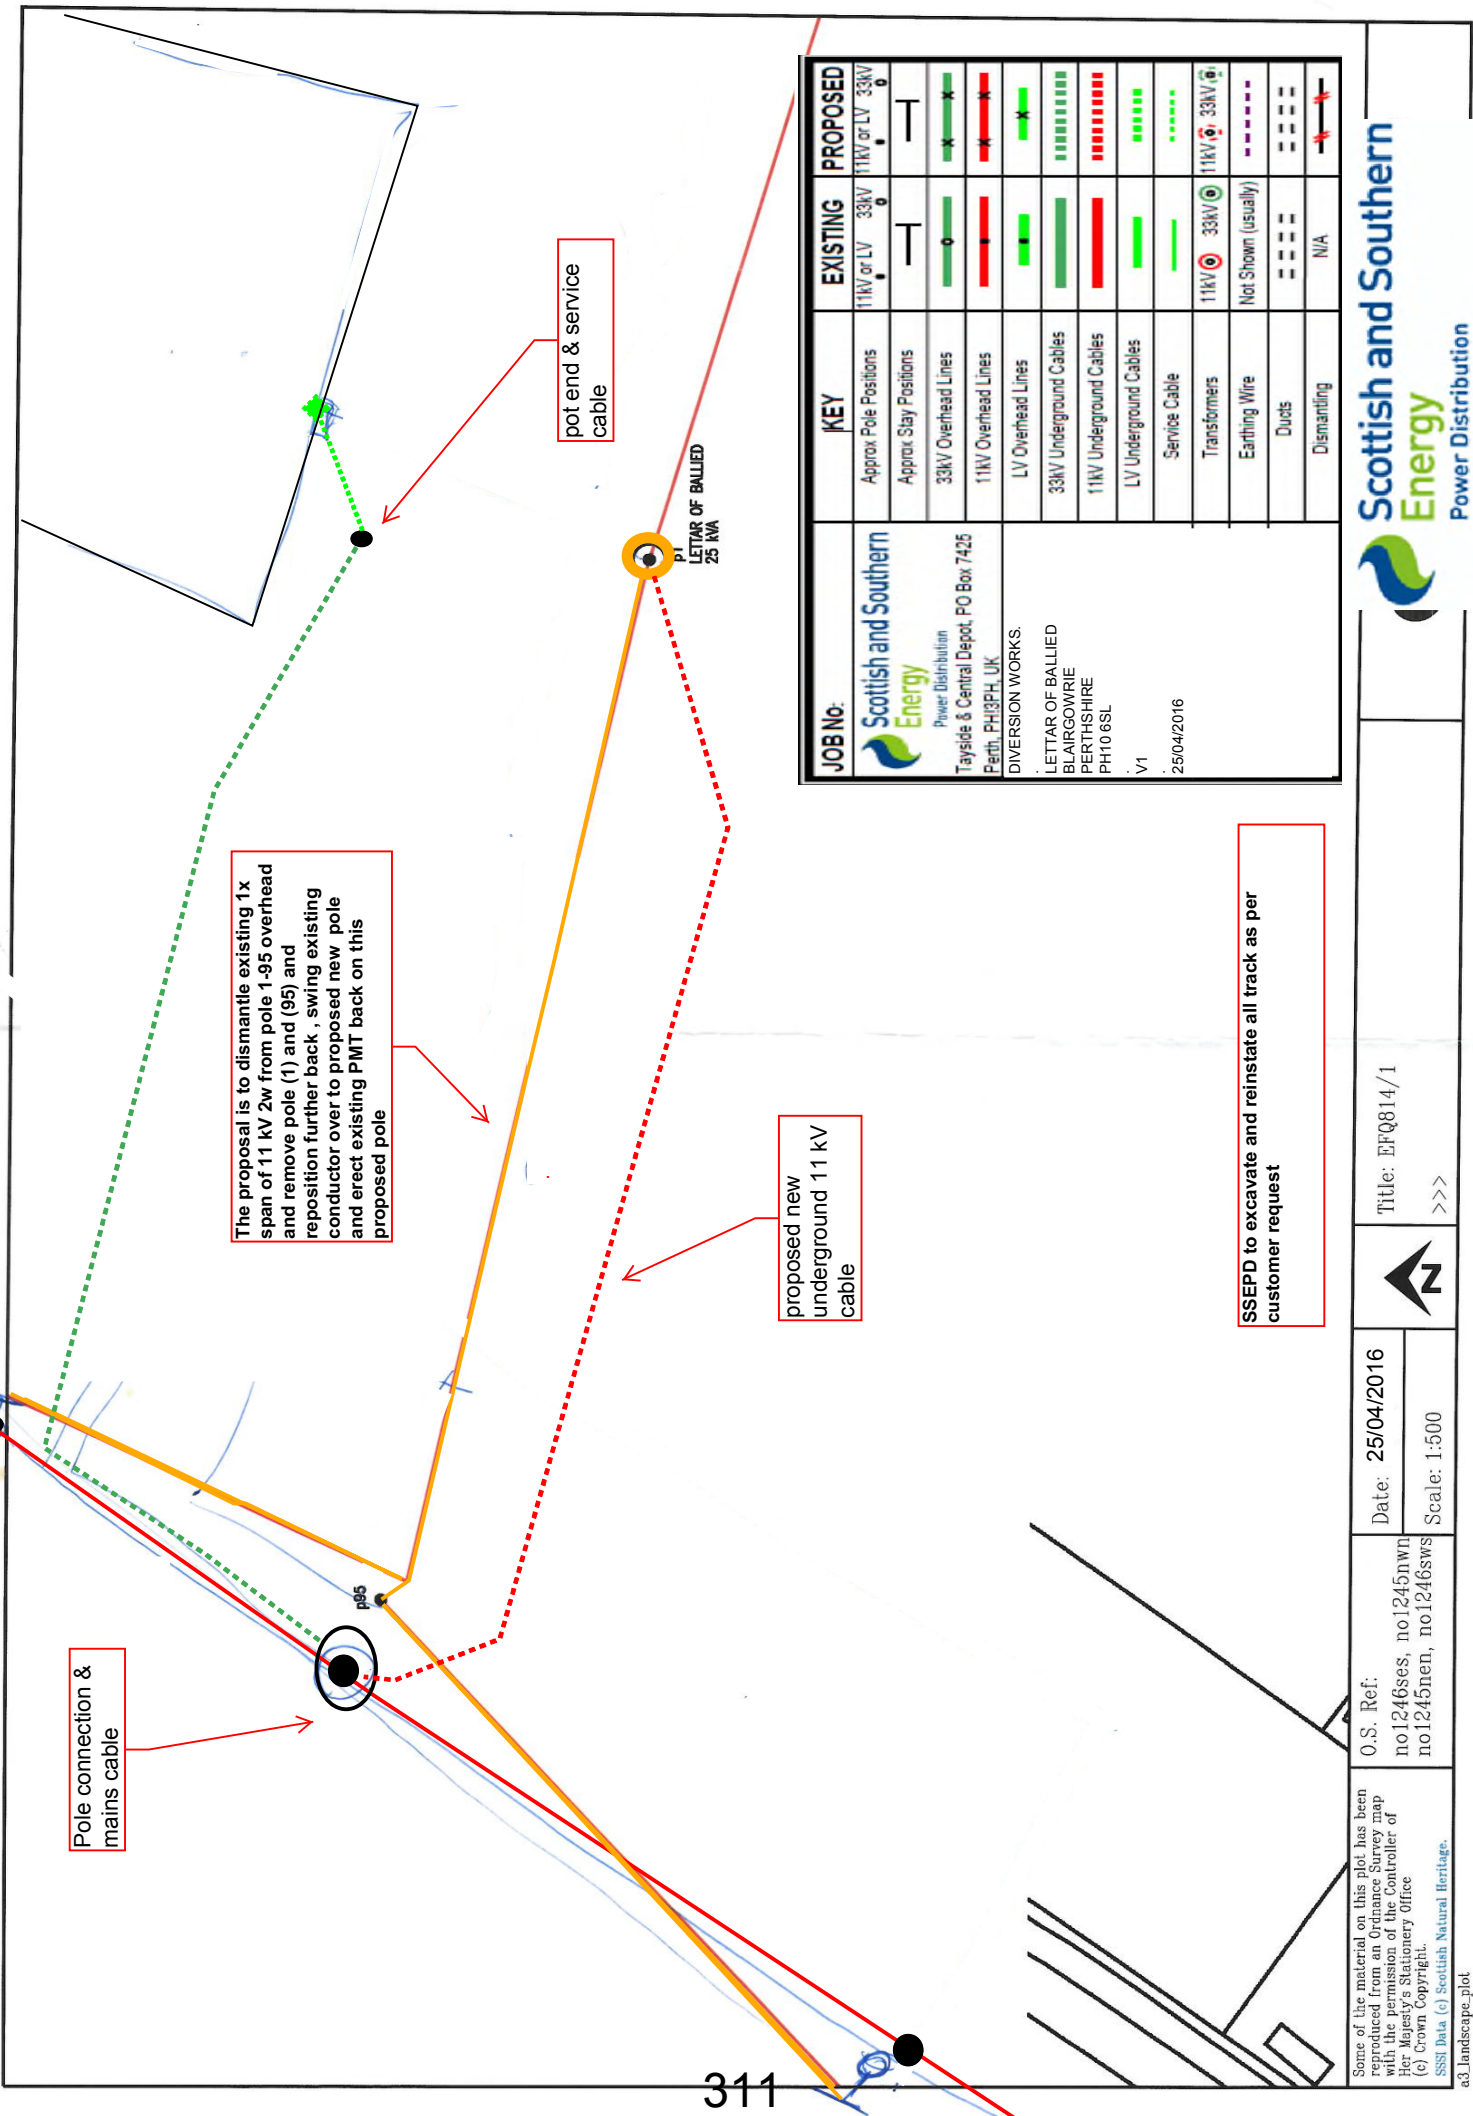 Pole connection &
mains cable
The proposal is to dismantle existing 1x
span of 11 kV 2w from pole 1-95 overhead
and remove pole (1) and (95) and
reposition further back , swing existing
conductor over to proposed new pole
and erect existing PMT back on this
proposed pole
pot end & service
cable
p95
p1
LETTAR OF BALLIED
25 kVA
proposed new
underground 11 kV
cable
SSEPD to excavate and reinstate all track as per
customer request
JOB No:
KEY
EXISTING
PROPOSED
Scottish and Southern
Energy
Power Distribution
Tayside & Central Depot, PO Box 7425
Perth, PH13PH, UK
DIVERSION WORKS.
LETTAR OF BALLIED
BLAIRGOWRIE
PERTHSHIRE
PH10 6SL
V1
25/04/2016
Approx Pole Positions
11kV or LV 33kV
11kV or LV 33kV
Approx Stay Positions
33kV Overhead Lines
11kV Overhead Lines
LV Overhead Lines
33kV Underground Cables
11kV Underground Cables
LV Underground Cables
Service Cable
Transformers
11kV 33kV
11kV 33kV
Earthing Wire
Not Shown (usually)
Ducts
Dismantling
N/A
Some of the material on this plot has been
reproduced from an Ordnance Survey map
with the permission of the Controller of
Her Majesty's Stationery Office
(c) Crown Copyright.
SSSI Data (c) Scottish Natural Heritage.
O.S. Ref:
no1246ses, no1245nwn
no1245nen, no1246sws
Date: 25/04/2016
Scale: 1:500
N
Title: EFQ814/1
>>>
Scottish and Southern
Energy
Power Distribution
a3_landscape_plot
311